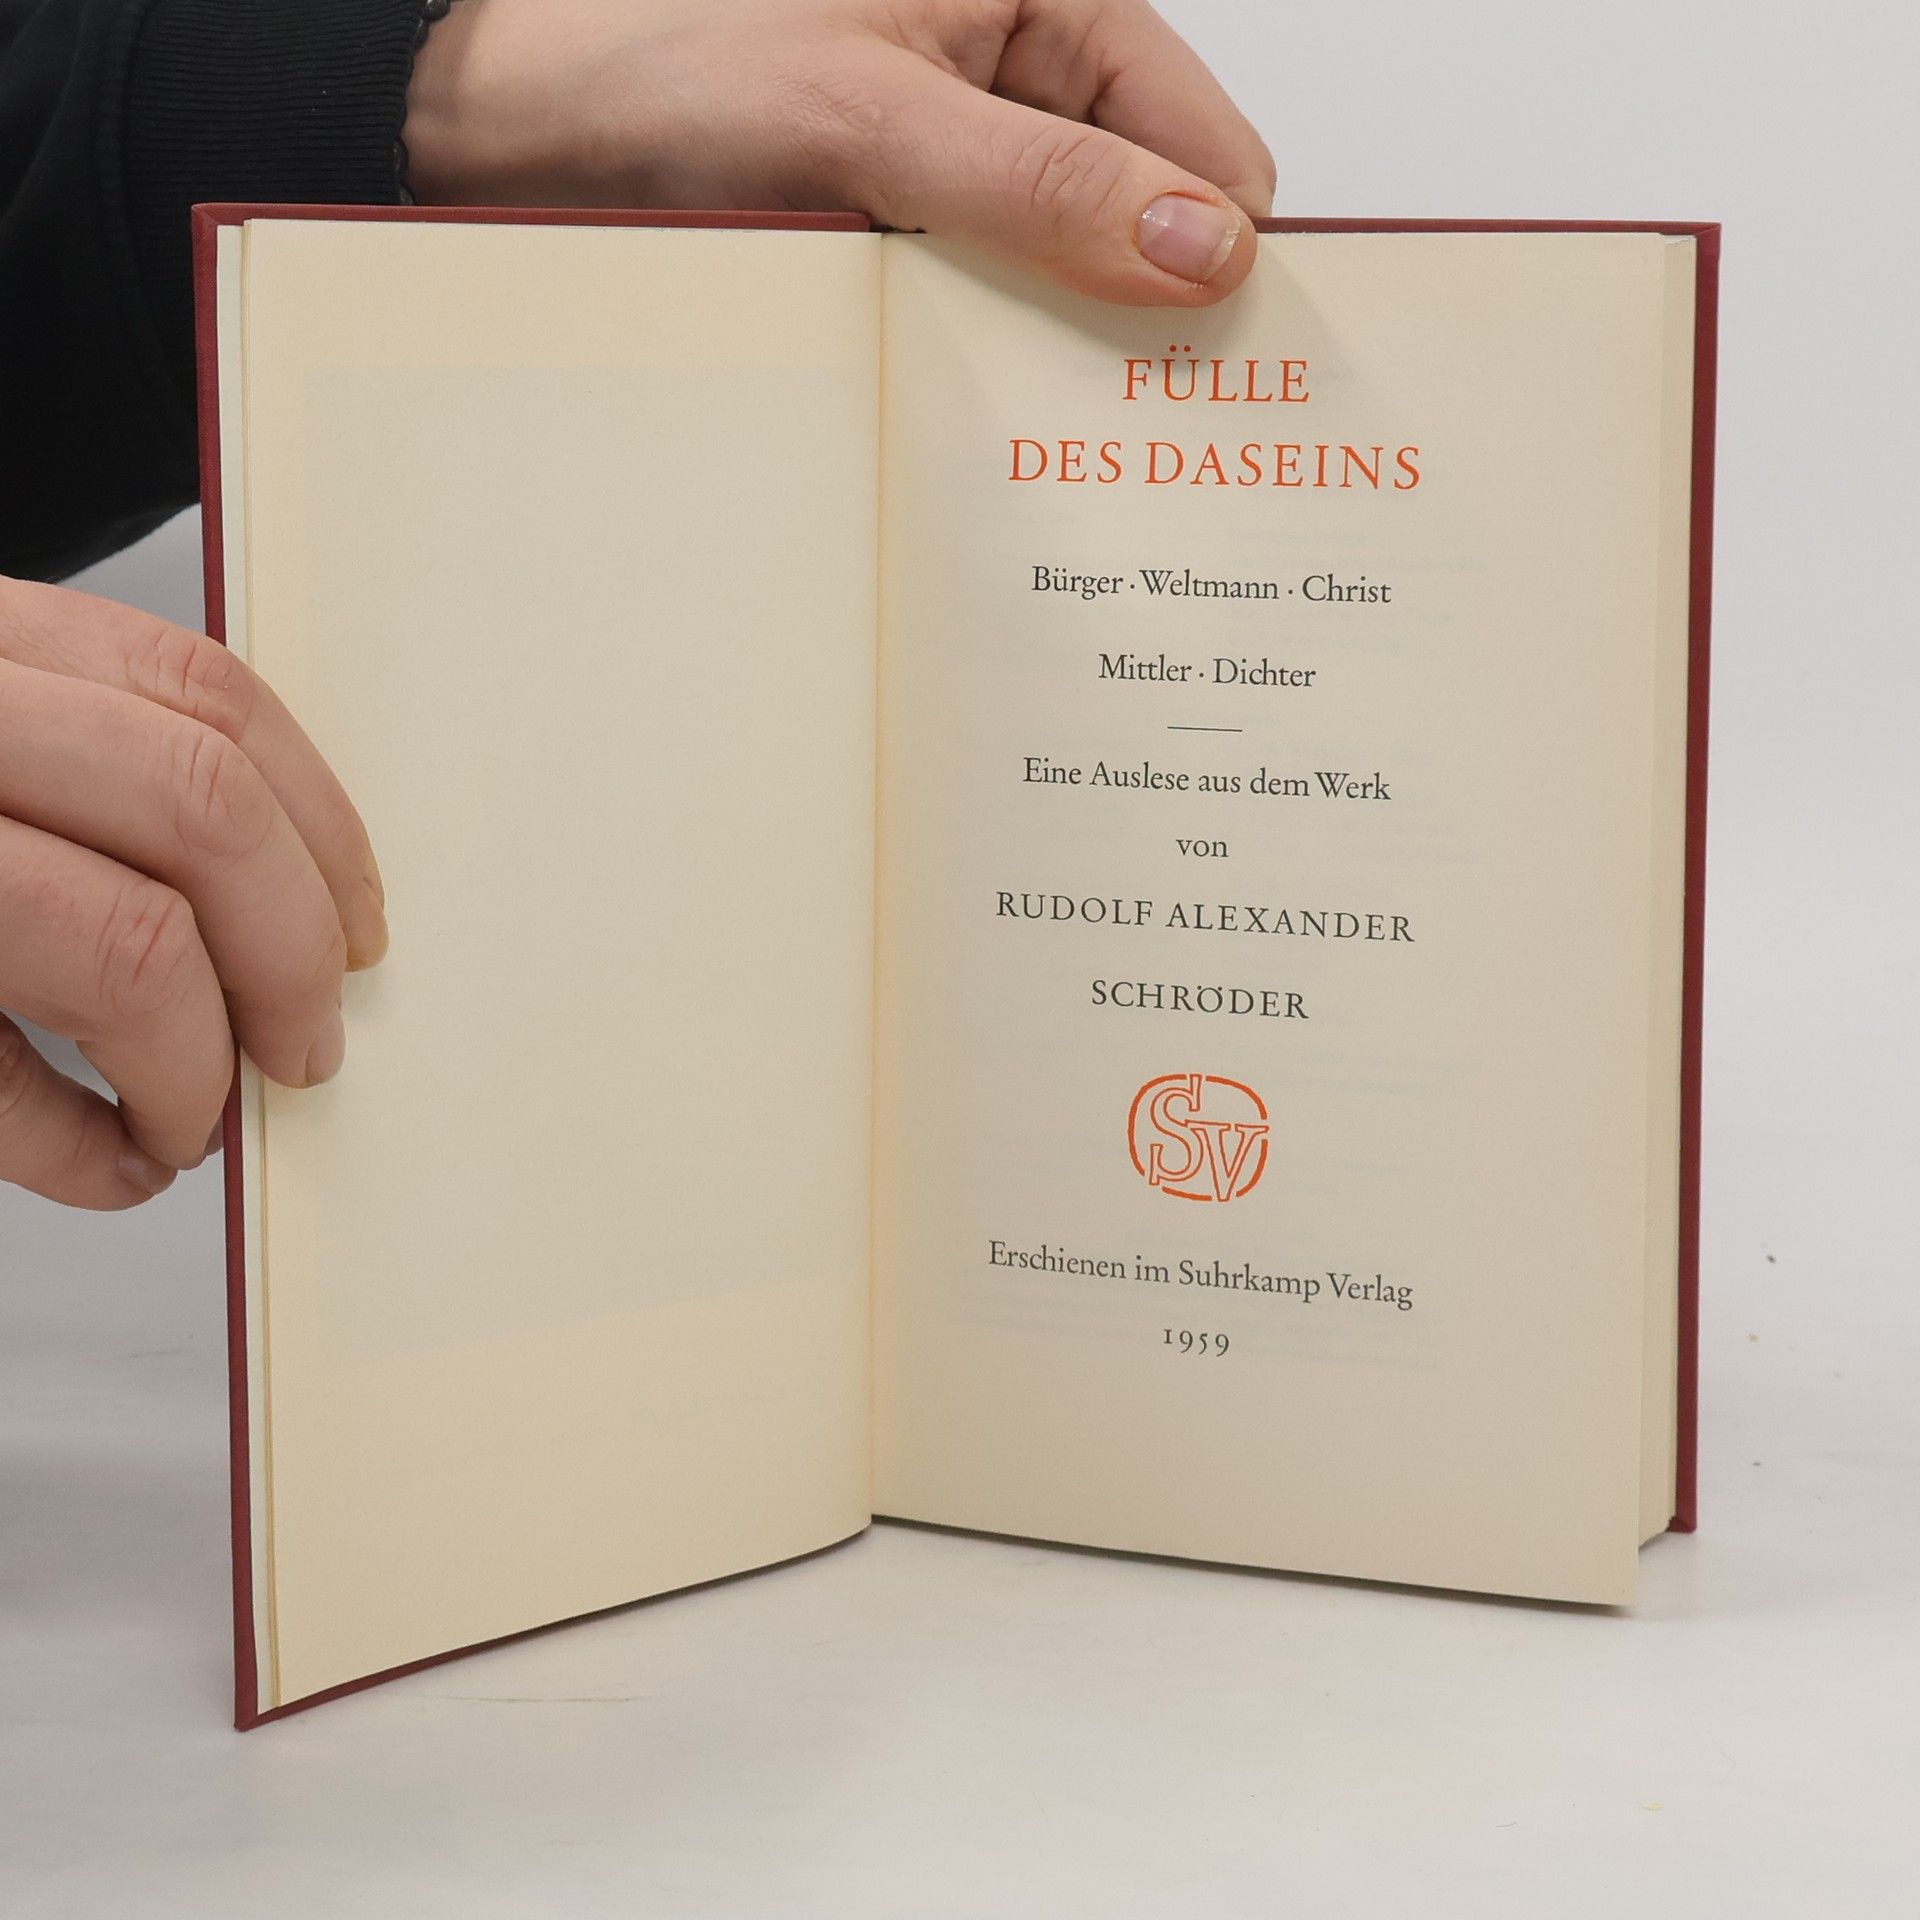 FÜLLE
DES DASEINS
Bürger · Weltmann · Christ
Mittler · Dichter
Eine Auslese aus dem Werk
von
RUDOLF ALEXANDER
SCHRÖDER
SV
Erschienen im Suhrkamp Verlag
1959